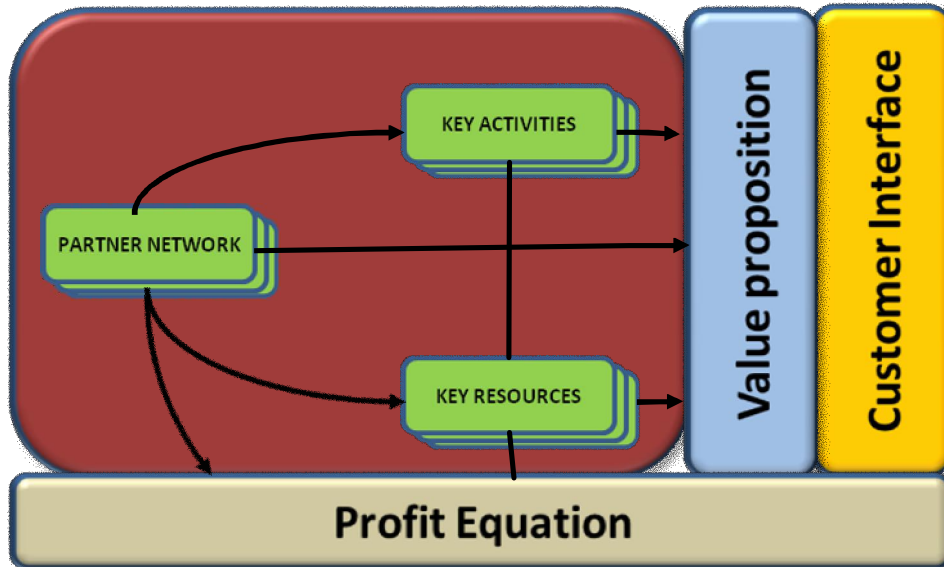 KEY ACTIVITIES
PARTNER NETWORK
KEY RESOURCES
Value proposition
Customer Interface
Profit Equation